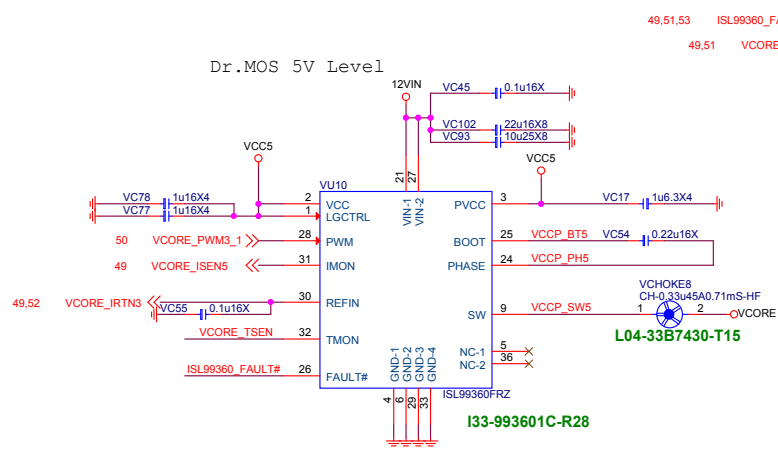 49,51,53 ISL99360_FA
49,51 VCORE
Dr.MOS 5V Level
12VIN
VC45 0.1u16X
VC102 22u16X8
VC93 10u25X8
VCC5
VCC5
21
27
VU10
VC78 1u16X4
VC77 1u16X4
2 VCC
1 LGCTRL
VIN-1
VIN-2
PVCC 3
VC17 1u6.3X4
50 VCORE_PWM3_1
28 PWM
BOOT 25 VCCP_BT5
VC54 0.22u16X
49 VCORE_ISEN5
31 IMON
PHASE 24 VCCP_PH5
VCHOKE8
CH-0.33u45A0.71mS-HF
49,52 VCORE_IRTN3
30 REFIN
VC55 0.1u16X
SW 9 VCCP_SW5
1 2 VCORE
L04-33B7430-T15
VCORE_TSEN
32 TMON
NC-1 5
NC-2 36
ISL99360_FAULT#
26 FAULT#
GND-1
GND-2
GND-3
GND-4
ISL99360FRZ
4
6
29
33
I33-993601C-R28